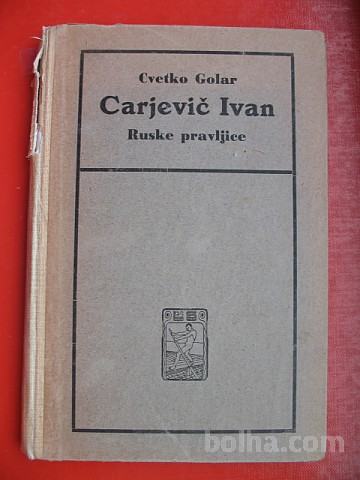 Cvetko Golar
Carjevič Ivan
Ruske pravljice
bolha.com